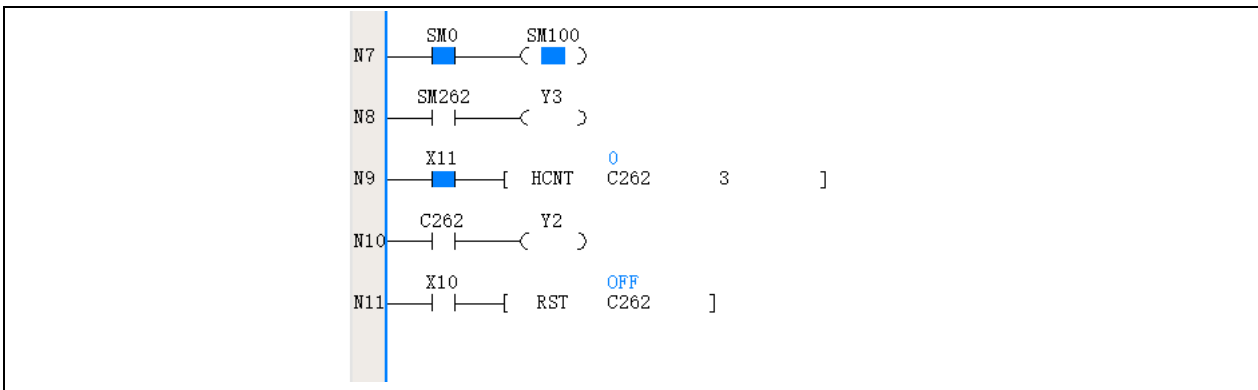 SM0 SM100
N7 ( )
SM262 Y3
N8 ( )
X11 0
N9 [ HCNT C262 3 ]
C262 Y2
N10 ( )
X10 OFF
N11 [ RST C262 ]